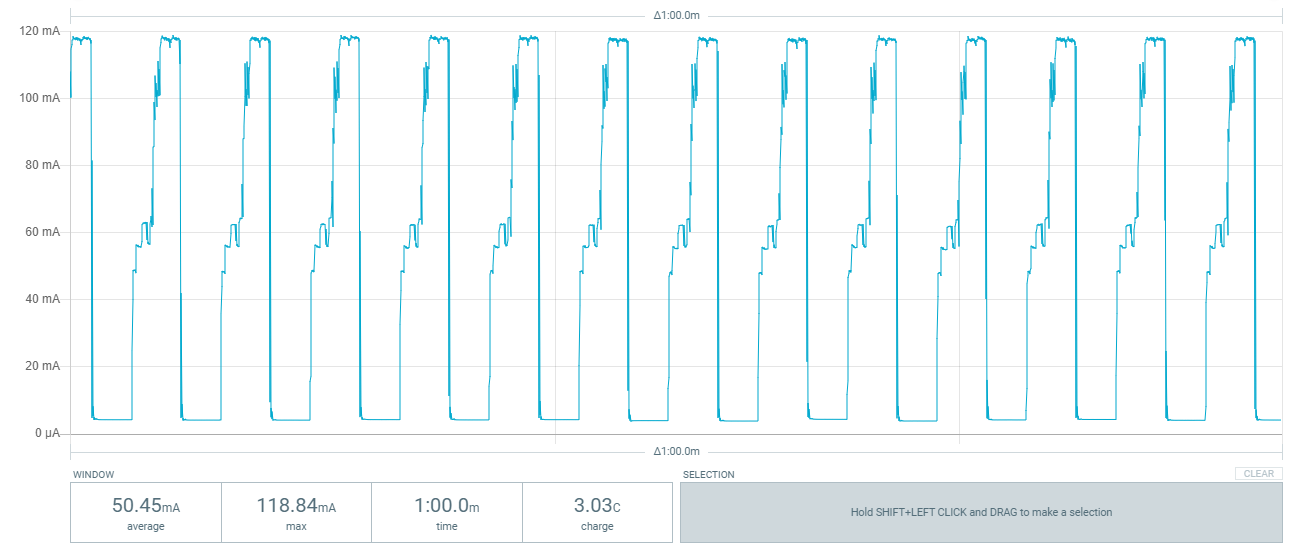 Δ1:00.0m
120 mA
100 mA
80 mA
60 mA
40 mA
20 mA
0 µA
Δ1:00.0m
WINDOW
SELECTION
CLEAR
50.45mA
118.84mA
1:00.0m
3.03C
average
max
time
charge
Hold SHIFT+LEFT CLICK and DRAG to make a selection